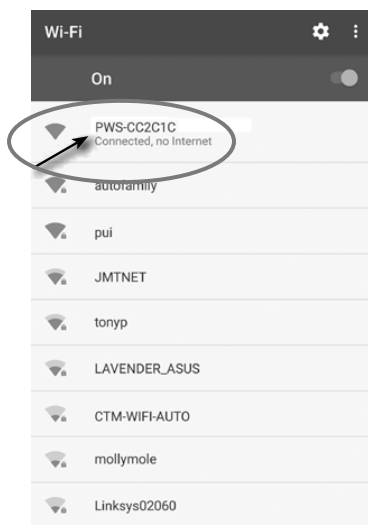 Wi-Fi
On
PWS-CC2C1C
Connected, no Internet
autofamily
pui
JMTNET
tonyp
LAVENDER_ASUS
CTM-WIFI-AUTO
mollymole
Linksys02060